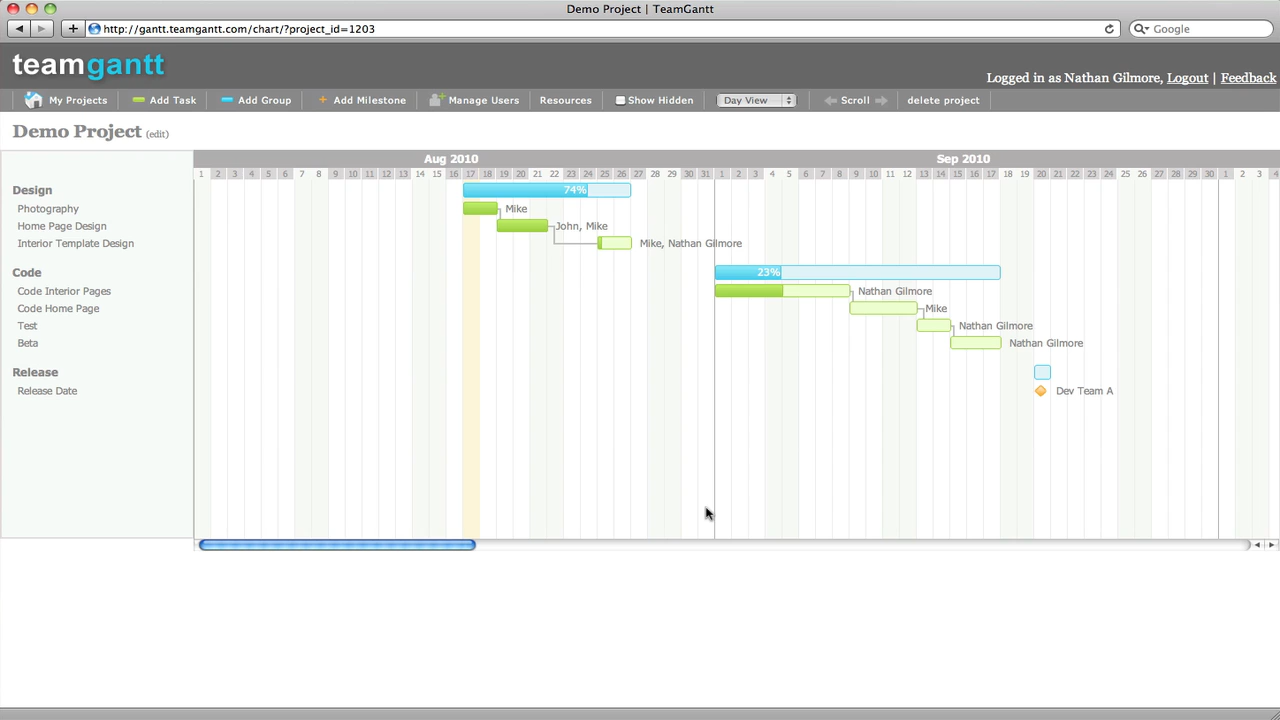 Demo Project | TeamGantt
http://gantt.teamgantt.com/chart/?project_id=1203
Google
teamgantt
Logged in as Nathan Gilmore, Logout | Feedback
My Projects Add Task Add Group Add Milestone Manage Users Resources Show Hidden Day View Scroll delete project
Demo Project (edit)
Aug 2010 Sep 2010
1 2 3 4 5 6 7 8 9 10 11 12 13 14 15 16 17 18 19 20 21 22 23 24 25 26 27 28 29 30 31 1 2 3 4 5 6 7 8 9 10 11 12 13 14 15 16 17 18 19 20 21 22 23 24 25 26 27 28 29 30 1 2 3 4
Design 74%
Photography Mike
Home Page Design John, Mike
Interior Template Design Mike, Nathan Gilmore
Code 23%
Code Interior Pages Nathan Gilmore
Code Home Page Mike
Test Nathan Gilmore
Beta Nathan Gilmore
Release
Release Date Dev Team A